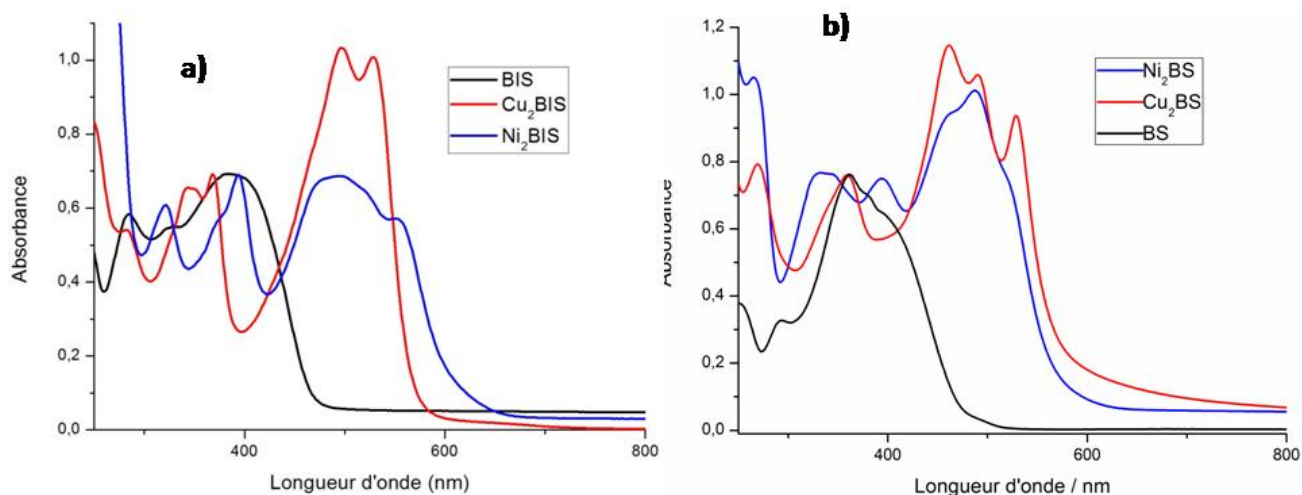 a)
BIS
Cu₂BIS
Ni₂BIS
1,0
0,8
0,6
0,4
0,2
0,0
Absorbance
400
600
800
Longueur d'onde (nm)
b)
Ni₂BS
Cu₂BS
BS
1,2
1,0
0,8
0,6
0,4
0,2
0,0
Absorbance
400
600
800
Longueur d'onde / nm